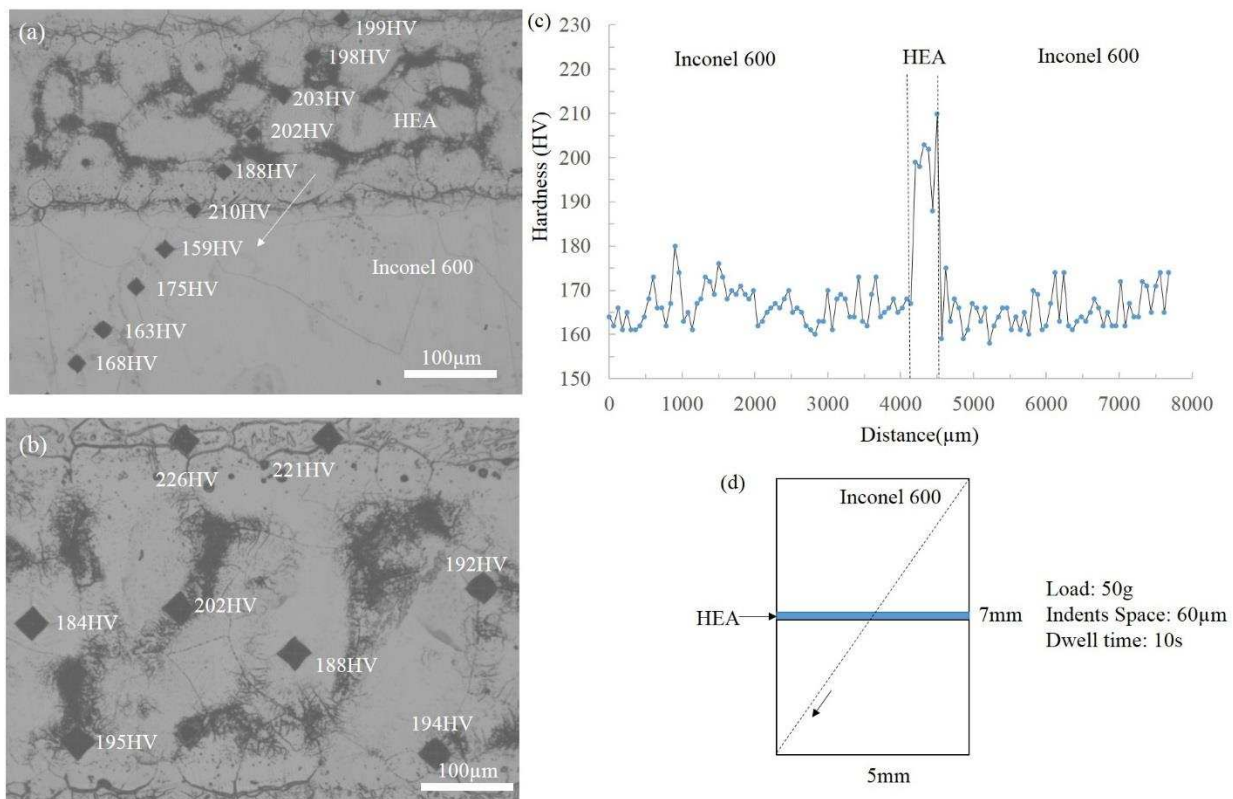 (a)
199HV
198HV
203HV
HEA
202HV
188HV
210HV
159HV
Inconel 600
175HV
163HV
168HV
100µm
(b)
226HV
221HV
192HV
202HV
184HV
188HV
194HV
195HV
100µm
(c)
230
220
210
200
190
180
170
160
150
Hardness (HV)
Inconel 600
HEA
Inconel 600
0
1000
2000
3000
4000
5000
6000
7000
8000
Distance(µm)
(d)
Inconel 600
HEA
7mm
Load: 50g
Indents Space: 60µm
Dwell time: 10s
5mm